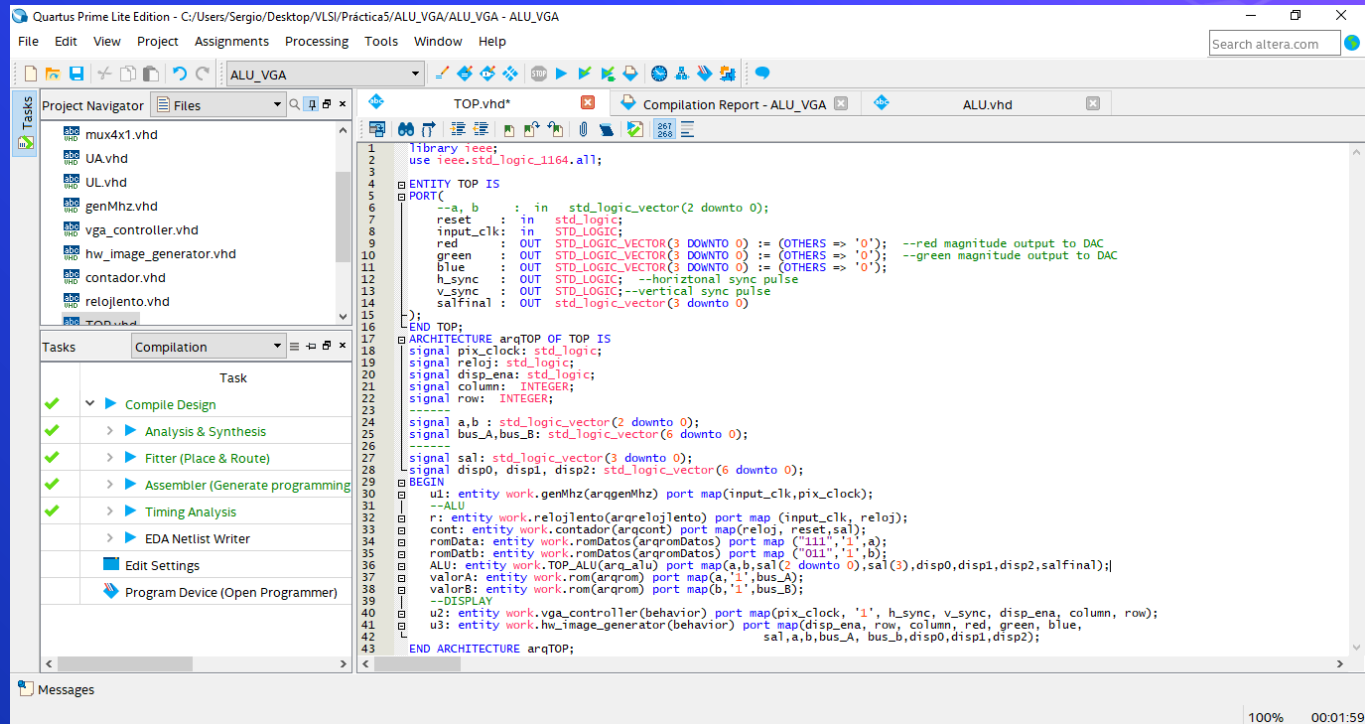 Quartus Prime Lite Edition - C:/Users/Sergio/Desktop/VLSI/Práctica5/ALU_VGA/ALU_VGA - ALU_VGA
File Edit View Project Assignments Processing Tools Window Help
Search altera.com
ALU_VGA
STOP
Tasks
Project Navigator Files
mux4x1.vhd
UA.vhd
UL.vhd
genMhz.vhd
vga_controller.vhd
hw_image_generator.vhd
contador.vhd
relojlento.vhd
TOP.vhd
Tasks Compilation
Task
Compile Design
Analysis & Synthesis
Fitter (Place & Route)
Assembler (Generate programming
Timing Analysis
EDA Netlist Writer
Edit Settings
Program Device (Open Programmer)
TOP.vhd* Compilation Report - ALU_VGA ALU.vhd
267
268
1 library ieee;
2 use ieee.std_logic_1164.all;
3
4 ENTITY TOP IS
5 PORT(
6 --a, b : in std_logic_vector(2 downto 0);
7 reset : in std_logic;
8 input_clk: in STD_LOGIC;
9 red : OUT STD_LOGIC_VECTOR(3 DOWNTO 0) := (OTHERS => '0'); --red magnitude output to DAC
10 green : OUT STD_LOGIC_VECTOR(3 DOWNTO 0) := (OTHERS => '0'); --green magnitude output to DAC
11 blue : OUT STD_LOGIC_VECTOR(3 DOWNTO 0) := (OTHERS => '0');
12 h_sync : OUT STD_LOGIC; --horiztonal sync pulse
13 v_sync : OUT STD_LOGIC;--vertical sync pulse
14 salfinal : OUT std_logic_vector(3 downto 0)
15 );
16 END TOP;
17 ARCHITECTURE arqTOP OF TOP IS
18 signal pix_clock: std_logic;
19 signal reloj: std_logic;
20 signal disp_ena: std_logic;
21 signal column: INTEGER;
22 signal row: INTEGER;
23 ------
24 signal a,b : std_logic_vector(2 downto 0);
25 signal bus_A,bus_B: std_logic_vector(6 downto 0);
26 ------
27 signal sal: std_logic_vector(3 downto 0);
28 signal disp0, disp1, disp2: std_logic_vector(6 downto 0);
29 BEGIN
30 u1: entity work.genMhz(arqgenMhz) port map(input_clk,pix_clock);
31 --ALU
32 r: entity work.relojlento(arqrelojlento) port map (input_clk, reloj);
33 cont: entity work.contador(arqcont) port map(reloj, reset,sal);
34 romData: entity work.romDatos(arqromDatos) port map ("111",'1',a);
35 romDatb: entity work.romDatos(arqromDatos) port map ("011",'1',b);
36 ALU: entity work.TOP_ALU(arq_alu) port map(a,b,sal(2 downto 0),sal(3),disp0,disp1,disp2,salfinal);
37 valorA: entity work.rom(arqrom) port map(a,'1',bus_A);
38 valorB: entity work.rom(arqrom) port map(b,'1',bus_B);
39 --DISPLAY
40 u2: entity work.vga_controller(behavior) port map(pix_clock, '1', h_sync, v_sync, disp_ena, column, row);
41 u3: entity work.hw_image_generator(behavior) port map(disp_ena, row, column, red, green, blue,
42 sal,a,b,bus_A, bus_b,disp0,disp1,disp2);
43 END ARCHITECTURE arqTOP;
Messages
100% 00:01:59